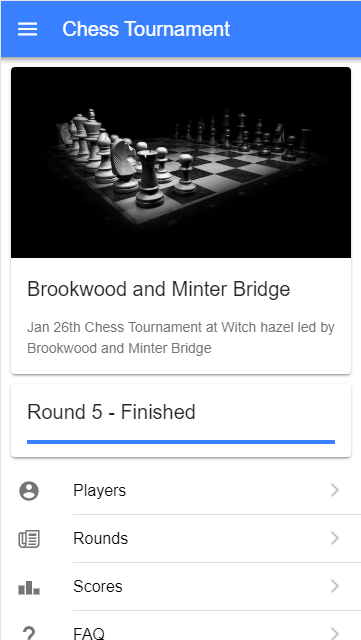 Chess Tournament
Brookwood and Minter Bridge
Jan 26th Chess Tournament at Witch hazel led by
Brookwood and Minter Bridge
Round 5 - Finished
Players
Rounds
Scores
FAQ